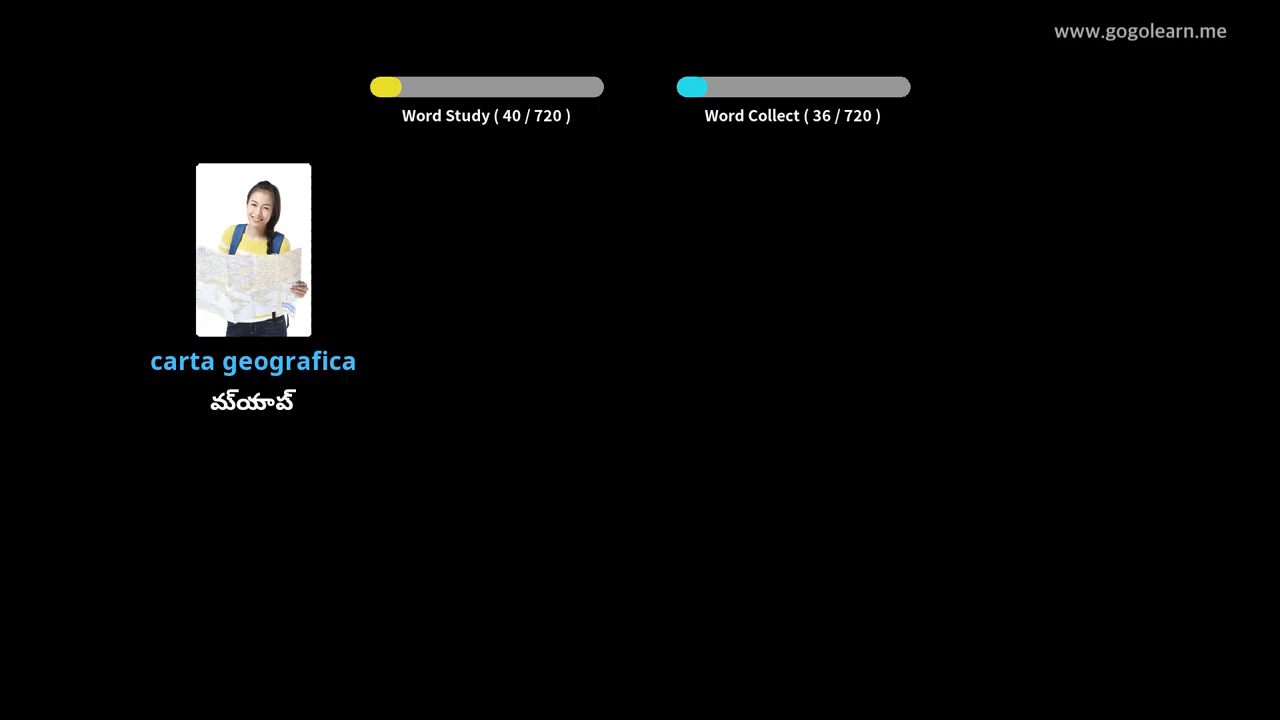 www.gogolearn.me
Word Study ( 40 / 720 )
Word Collect ( 36 / 720 )
carta geografica
మ్యాప్